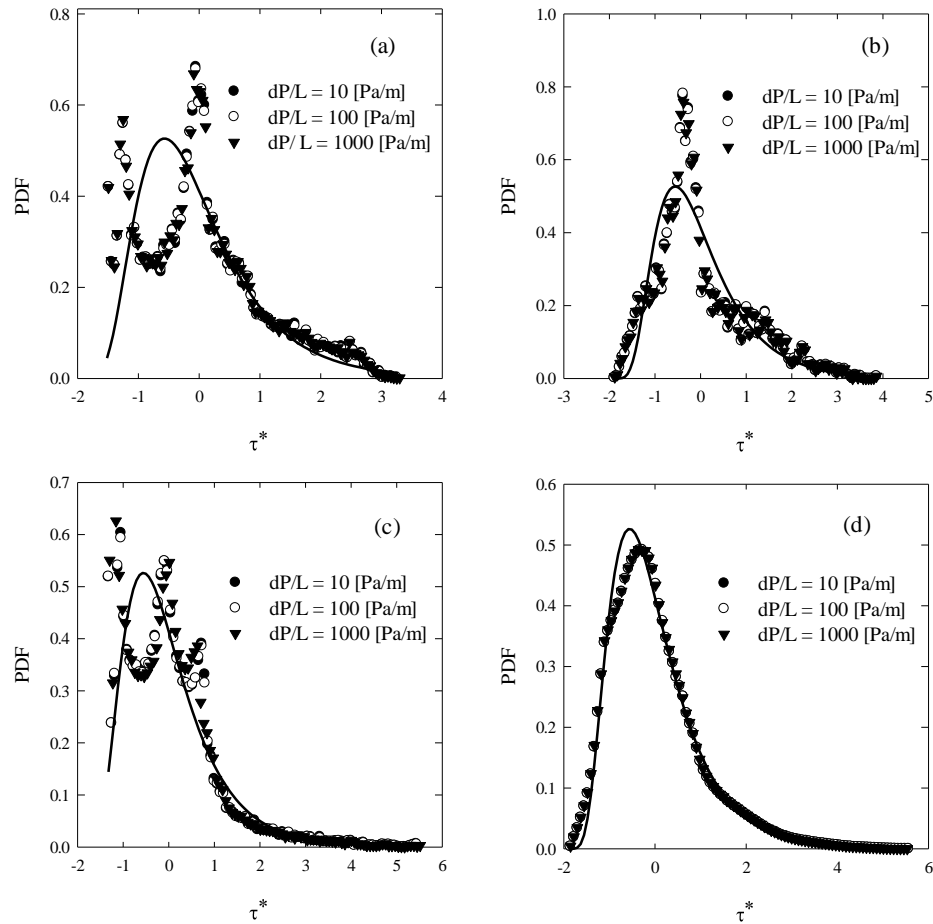 (a)
0.8
0.6
0.4
0.2
0.0
PDF
dP/L = 10 [Pa/m]
dP/L = 100 [Pa/m]
dP/ L = 1000 [Pa/m]
-2 -1 0 1 2 3 4
τ*
(b)
1.0
0.8
0.6
0.4
0.2
0.0
PDF
dP/L = 10 [Pa/m]
dP/L = 100 [Pa/m]
dP/L = 1000 [Pa/m]
-3 -2 -1 0 1 2 3 4 5
τ*
(c)
0.7
0.6
0.5
0.4
0.3
0.2
0.1
0.0
PDF
dP/L = 10 [Pa/m]
dP/L = 100 [Pa/m]
dP/L = 1000 [Pa/m]
-2 -1 0 1 2 3 4 5 6
τ*
(d)
0.6
0.5
0.4
0.3
0.2
0.1
0.0
PDF
dP/L = 10 [Pa/m]
dP/L = 100 [Pa/m]
dP/L = 1000 [Pa/m]
-2 0 2 4 6
τ*